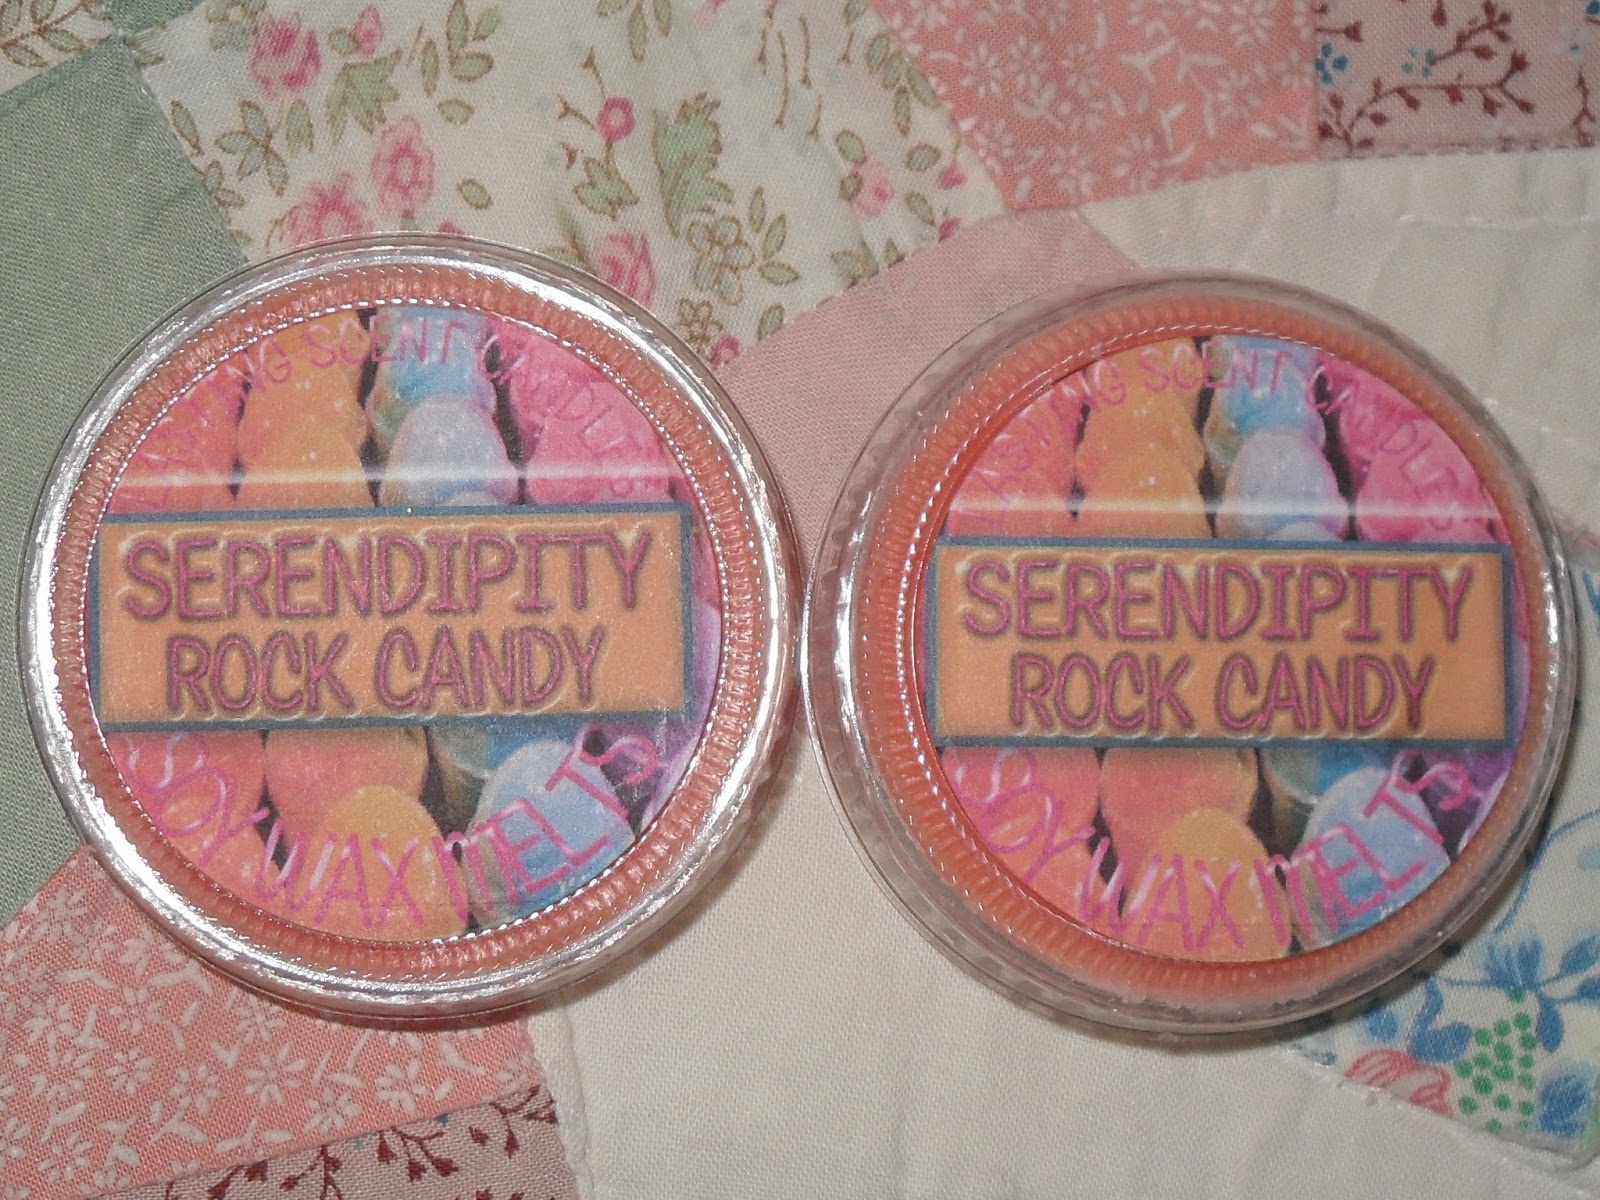 LASTING SCENT CANDLES
SERENDIPITY
ROCK CANDY
SOY WAX MELTS
LASTING SCENT CANDLES
SERENDIPITY
ROCK CANDY
SOY WAX MELTS